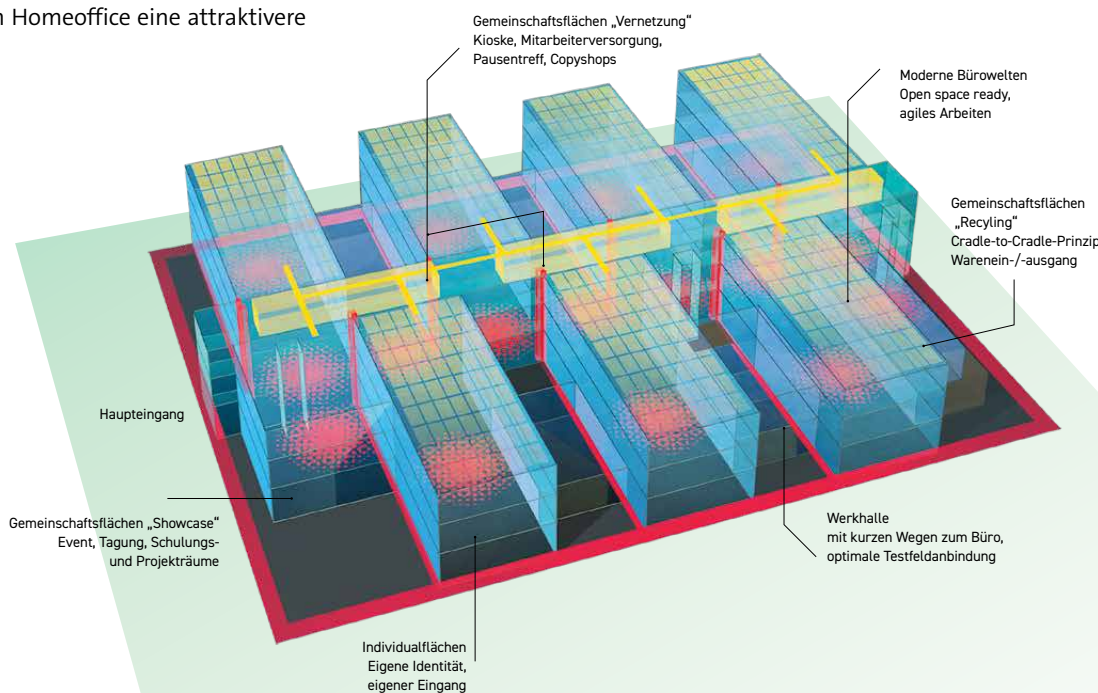 Homeoffice eine attraktivere
Gemeinschaftsflächen „Vernetzung“
Kioske, Mitarbeiterversorgung,
Pausentreff, Copyshops
Moderne Bürowelten
Open space ready,
agiles Arbeiten
Gemeinschaftsflächen
„Recyling“
Cradle-to-Cradle-Prinzip
Warenein-/-ausgang
Haupteingang
Gemeinschaftsflächen „Showcase“
Event, Tagung, Schulungs-
und Projekträume
Werkhalle
mit kurzen Wegen zum Büro,
optimale Testfeldanbindung
Individualflächen
Eigene Identität,
eigener Eingang